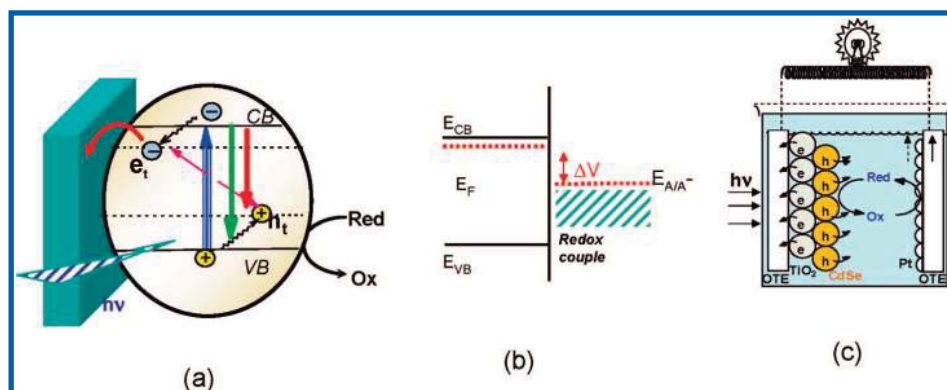 CB
e_t
h_t
Red
VB
Ox
hν
(a)
E_CB
ΔV
E_F
E_A/A-
Redox
couple
E_VB
(b)
hν
e h
e h
e h
e h
e h
Red
Ox
Pt
TiO2
OTE
CdSe
OTE
(c)